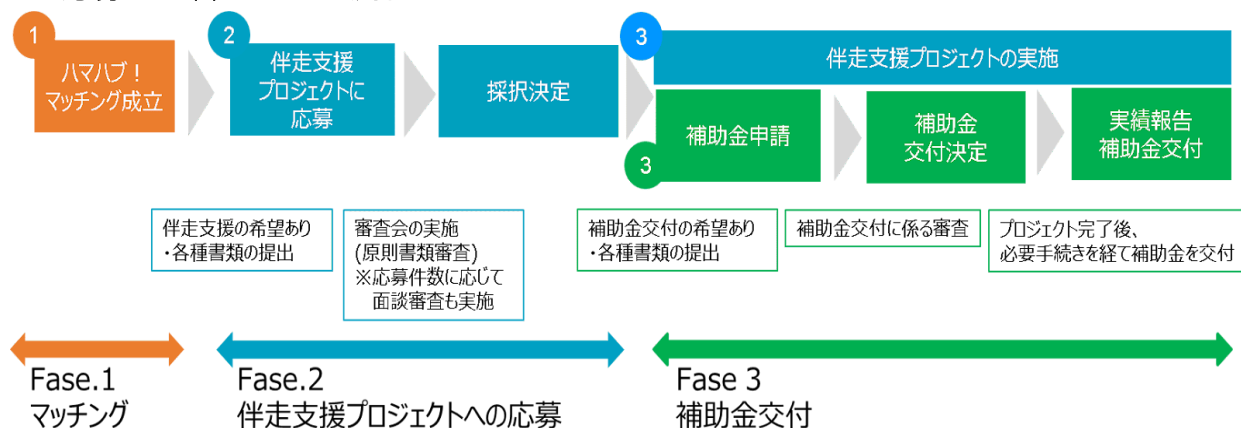 1
ハマハブ！
マッチング成立
2
伴走支援
プロジェクトに
応募
採択決定
3
伴走支援プロジェクトの実施
3
補助金申請
補助金
交付決定
実績報告
補助金交付
伴走支援の希望あり
・各種書類の提出
審査会の実施
(原則書類審査)
※応募件数に応じて
面談審査も実施
補助金交付の希望あり
・各種書類の提出
補助金交付に係る審査
プロジェクト完了後、
必要手続きを経て補助金を交付
Fase.1
マッチング
Fase.2
伴走支援プロジェクトへの応募
Fase 3
補助金交付